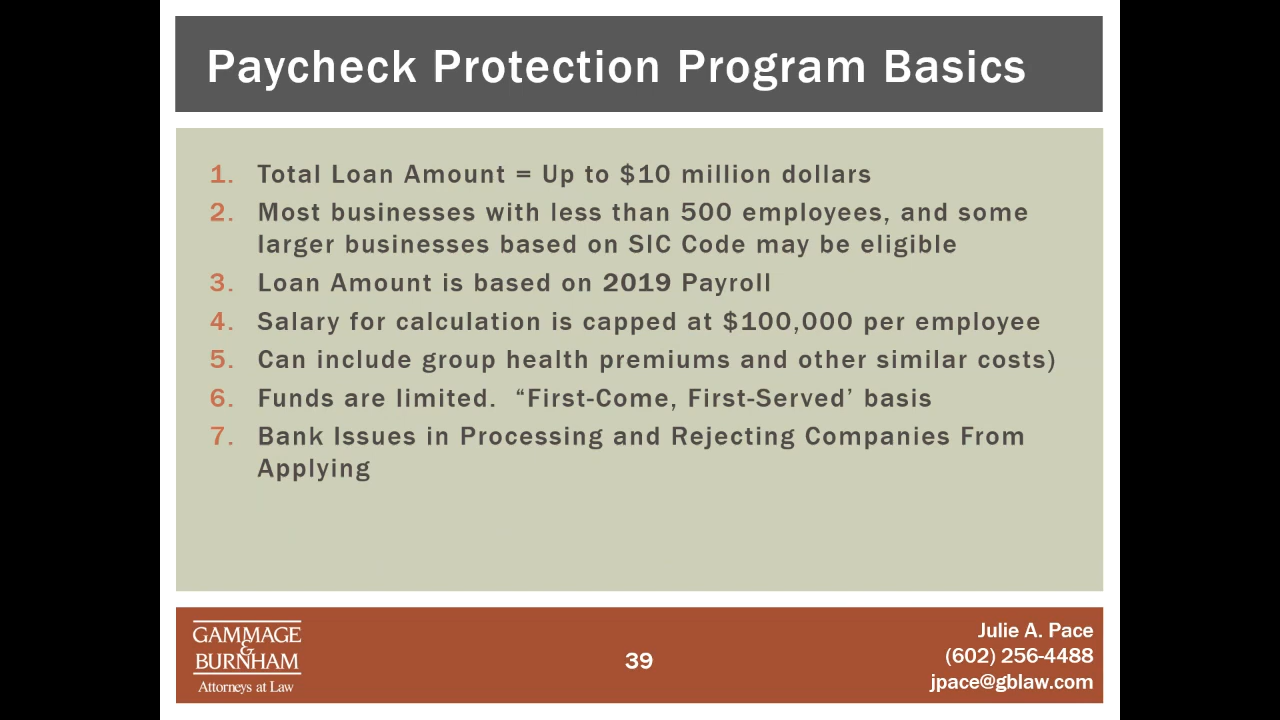 Paycheck Protection Program Basics
1. Total Loan Amount = Up to $10 million dollars
2. Most businesses with less than 500 employees, and some
larger businesses based on SIC Code may be eligible
3. Loan Amount is based on 2019 Payroll
4. Salary for calculation is capped at $100,000 per employee
5. Can include group health premiums and other similar costs)
6. Funds are limited.  “First-Come, First-Served’ basis
7. Bank Issues in Processing and Rejecting Companies From
Applying
GAMMAGE
&
BURNHAM
Attorneys at Law
39
Julie A. Pace
(602) 256-4488
jpace@gblaw.com